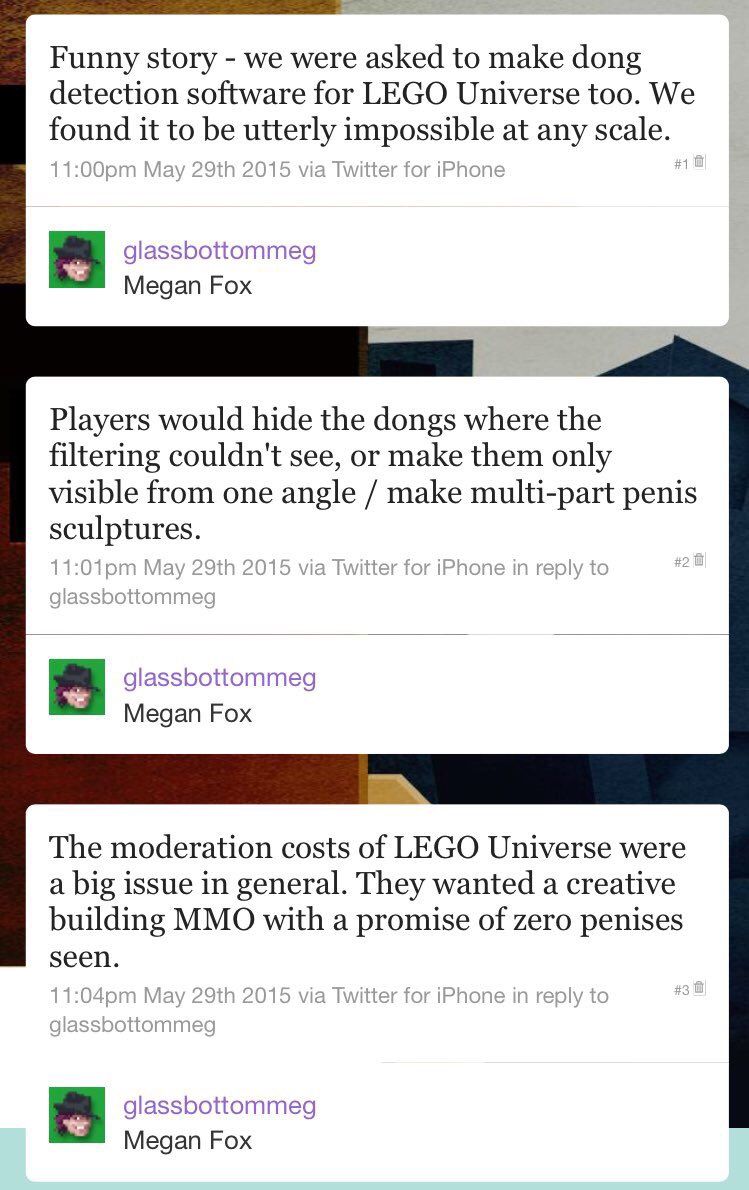 Funny story - we were asked to make dong
detection software for LEGO Universe too. We
found it to be utterly impossible at any scale.
11:00pm May 29th 2015 via Twitter for iPhone
#1
glassbottommeg
Megan Fox
Players would hide the dongs where the
filtering couldn't see, or make them only
visible from one angle / make multi-part penis
sculptures.
11:01pm May 29th 2015 via Twitter for iPhone in reply to
glassbottommeg
#2
glassbottommeg
Megan Fox
The moderation costs of LEGO Universe were
a big issue in general. They wanted a creative
building MMO with a promise of zero penises
seen.
11:04pm May 29th 2015 via Twitter for iPhone in reply to
glassbottommeg
#3
glassbottommeg
Megan Fox